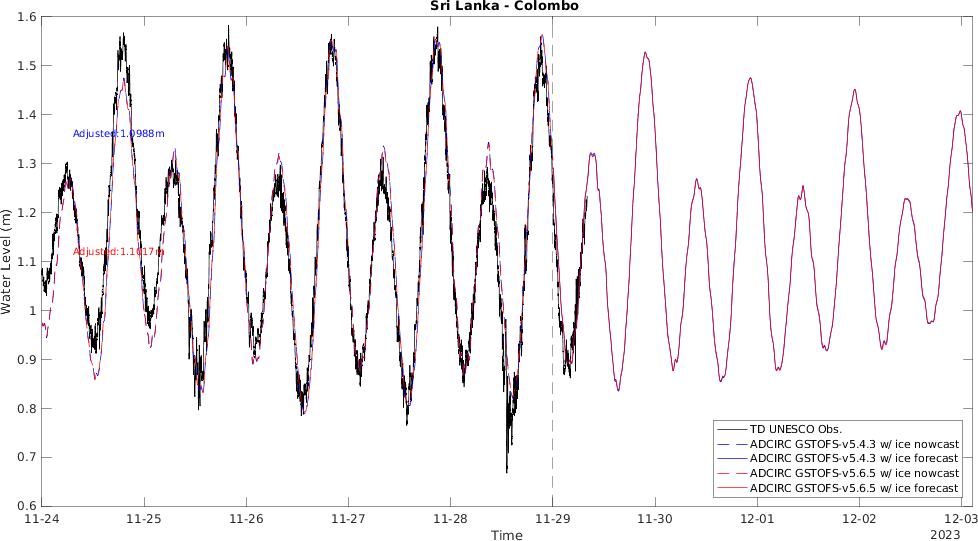 Sri Lanka - Colombo
1.6
1.5
1.4
1.3
1.2
1.1
1
0.9
0.8
0.7
0.6
Water Level (m)
Adjusted:1.0988m
Adjusted:1.1017m
TD UNESCO Obs.
ADCIRC GSTOFS-v5.4.3 w/ ice nowcast
ADCIRC GSTOFS-v5.4.3 w/ ice forecast
ADCIRC GSTOFS-v5.6.5 w/ ice nowcast
ADCIRC GSTOFS-v5.6.5 w/ ice forecast
11-24 11-25 11-26 11-27 11-28 11-29 11-30 12-01 12-02 12-03
Time
2023